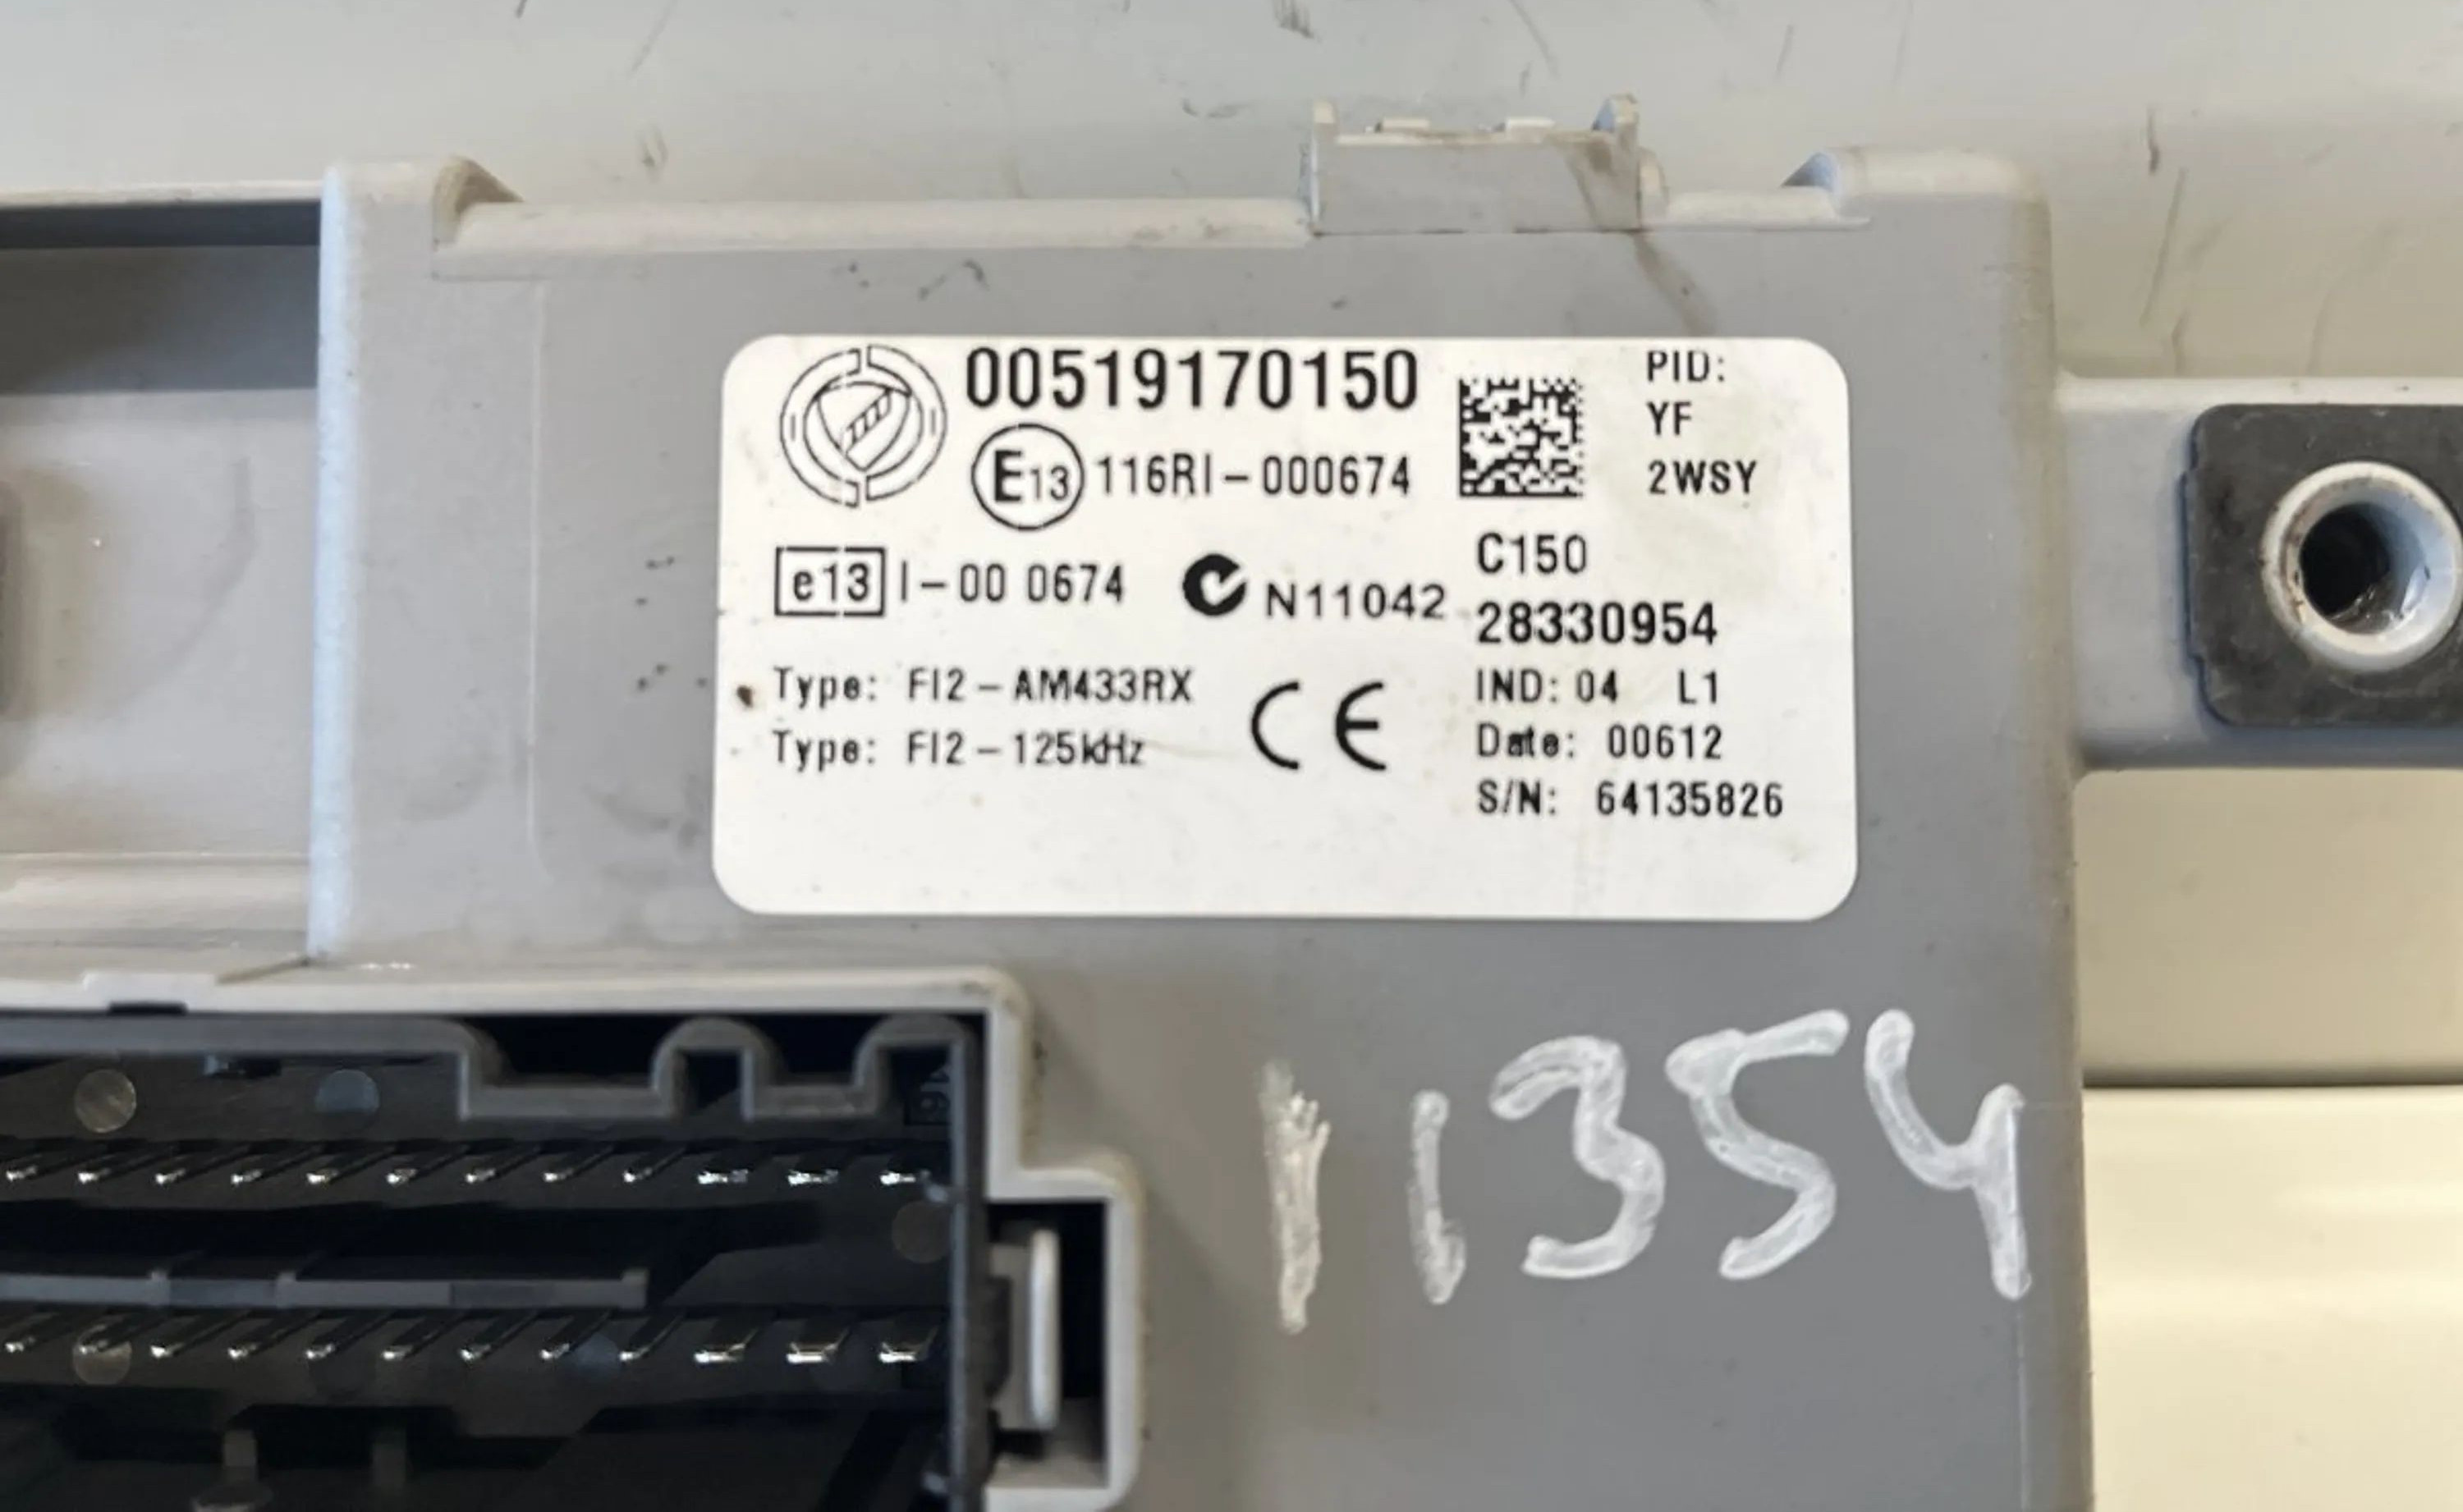 00519170150
E13 116RI-000674
e13 I-00 0674
N11042
Type: FI2-AM433RX
Type: FI2-125kHz
CE
PID:
YF
2WSY
C150
28330954
IND: 04 L1
Date: 00612
S/N: 64135826
11354